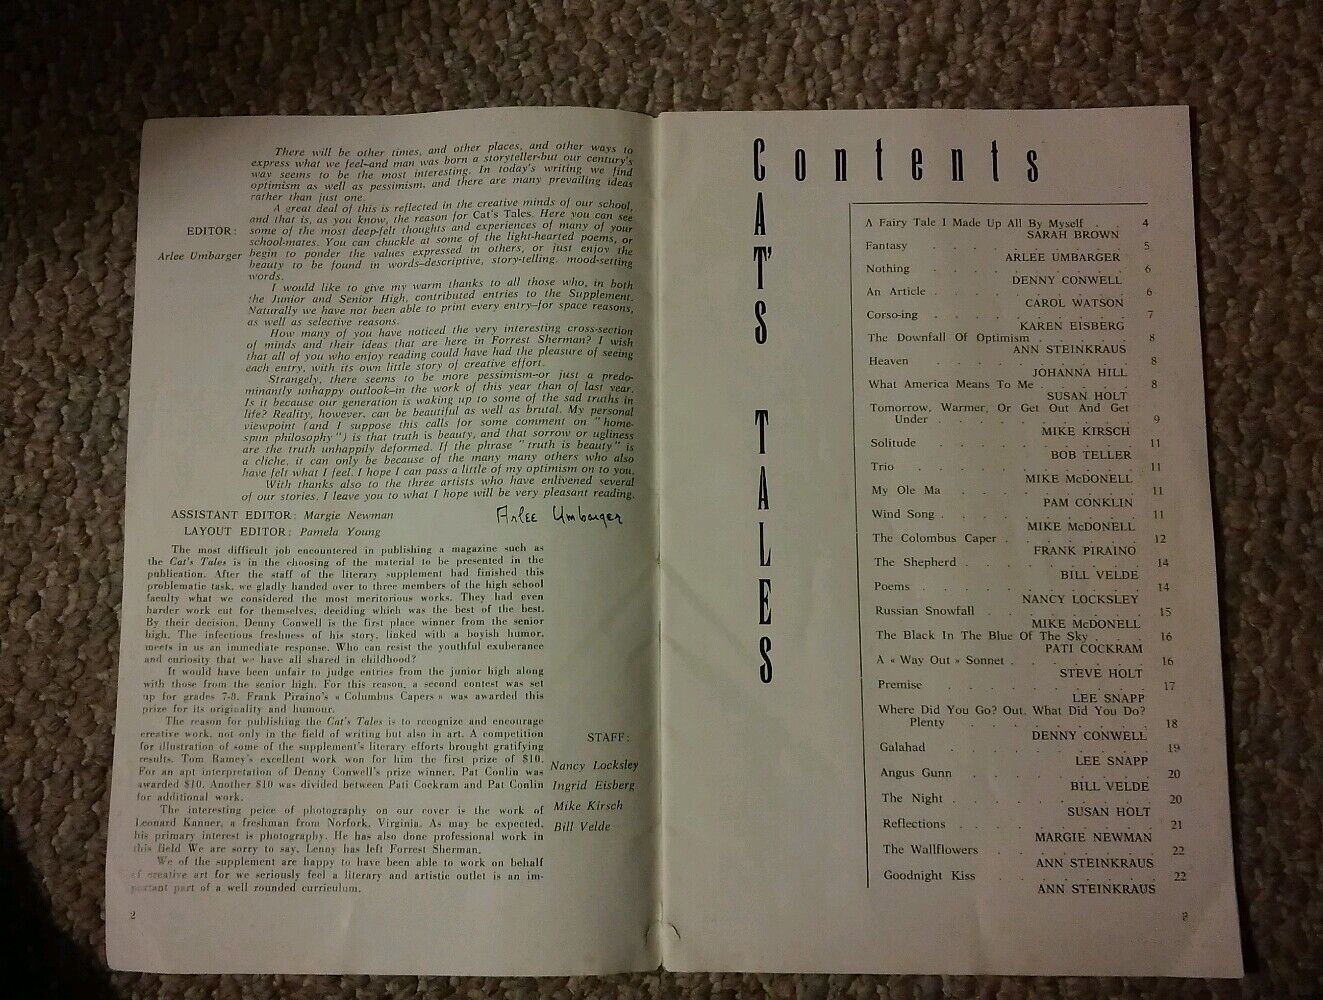 There will be other times, and other places, and other ways to
express what we feel–and man was born a storyteller-but our century's
way seems to be the most interesting. In today's writing we find
optimism as well as pessimism, and there are many prevailing ideas
rather than just one.
A great deal of this is reflected in the creative minds of our school,
and that is, as you know, the reason for Cat's Tales. Here you can see
some of the most deep-felt thoughts and experiences of many of your
school-mates. You can chuckle at some of the light-hearted poems, or
begin to ponder the values expressed in others, or just enjoy the
beauty to be found in words–descriptive, story-telling, mood-setting
words.
I would like to give my warm thanks to all those who, in both
the Junior and Senior High, contributed entries to the Supplement.
Naturally we have not been able to print every entry–for space reasons,
as well as selective reasons.
How many of you have noticed the very interesting cross-section
of minds and their ideas that are here in Forrest Sherman? I wish
that all of you who enjoy reading could have had the pleasure of seeing
each entry, with its own little story of creative effort.
Strangely, there seems to be more pessimism–or just a predo-
minantly unhappy outlook–in the work of this year than of last year.
Is it because our generation is waking up to some of the sad truths in
life? Reality, however, can be beautiful as well as brutal. My personal
viewpoint (and I suppose this calls for some comment on "home-
spun philosophy") is that truth is beauty, and that sorrow or ugliness
are the truth unhappily deformed. If the phrase "truth is beauty" is
a cliche, it can only be because of the many many others who also
have felt what I feel. I hope I can pass a little of my optimism on to you.
With thanks also to the three artists who have enlivened several
of our stories, I leave you to what I hope will be very pleasant reading.
EDITOR:
Arlee Umbarger
Arlee Umbarger
ASSISTANT EDITOR: Margie Newman
LAYOUT EDITOR: Pamela Young
The most difficult job encountered in publishing a magazine such as
the Cat's Tales is in the choosing of the material to be presented in the
publication. After the staff of the literary supplement had finished this
problematic task, we gladly handed over to three members of the high school
faculty what we considered the most meritorious works. They had even
harder work cut for themselves, deciding which was the best of the best.
By their decision, Denny Conwell is the first place winner from the senior
high. The infectious freshness of his story, linked with a boyish humor,
meets in us an immediate response. Who can resist the youthful exuberance
and curiosity that we have all shared in childhood?
It would have been unfair to judge entries from the junior high along
with those from the senior high. For this reason, a second contest was set
up for grades 7-8. Frank Piraino's « Columbus Capers » was awarded this
prize for its originality and humour.
The reason for publishing the Cat's Tales is to recognize and encourage
creative work, not only in the field of writing but also in art. A competition
for illustration of some of the supplement's literary efforts brought gratifying
results. Tom Ramey's excellent work won for him the first prize of $10.
For an apt interpretation of Denny Conwell's prize winner, Pat Conlin was
awarded $10. Another $10 was divided between Pati Cockram and Pat Conlin
for additional work.
The interesting peice of photography on our cover is the work of
Leonard Kanner, a freshman from Norfork, Virginia. As may be expected,
his primary interest is photography. He has also done professional work in
this field We are sorry to say, Lenny has left Forrest Sherman.
We of the supplement are happy to have been able to work on behalf
of creative art for we seriously feel a literary and artistic outlet is an im-
portant part of a well rounded curriculum.
STAFF:
Nancy Locksley
Ingrid Eisberg
Mike Kirsch
Bill Velde
2
Contents
CAT'S TALES
A Fairy Tale I Made Up All By Myself . . 4
SARAH BROWN
Fantasy . . . . . . . . . 5
ARLEE UMBARGER
Nothing . . . . . . . . . 6
DENNY CONWELL
An Article . . . . . . . . . 6
CAROL WATSON
Corso-ing . . . . . . . . . 7
KAREN EISBERG
The Downfall Of Optimism . . . . . 8
ANN STEINKRAUS
Heaven . . . . . . . . . 8
JOHANNA HILL
What America Means To Me . . . . . 8
SUSAN HOLT
Tomorrow, Warmer, Or Get Out And Get
Under . . . . . . . . . 9
MIKE KIRSCH
Solitude . . . . . . . . . 11
BOB TELLER
Trio . . . . . . . . . 11
MIKE McDONELL
My Ole Ma . . . . . . . . . 11
PAM CONKLIN
Wind Song . . . . . . . . . 11
MIKE McDONELL
The Colombus Caper . . . . . . 12
FRANK PIRAINO
The Shepherd . . . . . . . . 14
BILL VELDE
Poems . . . . . . . . . 14
NANCY LOCKSLEY
Russian Snowfall . . . . . . . 15
MIKE McDONELL
The Black In The Blue Of The Sky . . . 16
PATI COCKRAM
A « Way Out » Sonnet . . . . . . 16
STEVE HOLT
Premise . . . . . . . . . 17
LEE SNAPP
Where Did You Go? Out. What Did You Do?
Plenty . . . . . . . . . 18
DENNY CONWELL
Galahad . . . . . . . . . 19
LEE SNAPP
Angus Gunn . . . . . . . . 20
BILL VELDE
The Night . . . . . . . . . 20
SUSAN HOLT
Reflections . . . . . . . . . 21
MARGIE NEWMAN
The Wallflowers . . . . . . . 22
ANN STEINKRAUS
Goodnight Kiss . . . . . . . 22
ANN STEINKRAUS